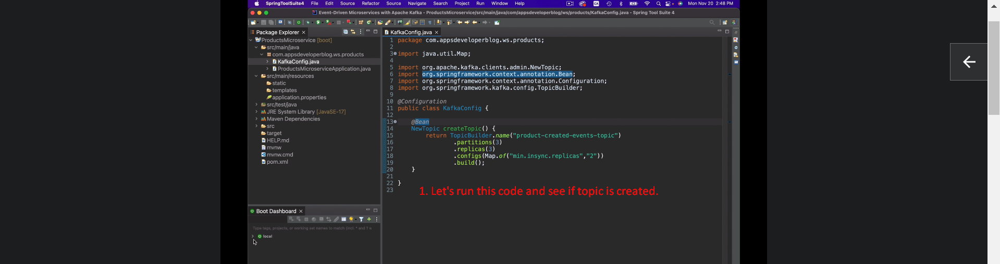 SpringToolSuite4 File Edit Source Refactor Source Navigate Search Project Run Window Help Mon Nov 20 2:48 PM
Event-Driven Microservices with Apache Kafka - ProductsMicroservice/src/main/java/com/appsdeveloperblog/ws/products/KafkaConfig.java - Spring Tool Suite 4
Package Explorer
ProductsMicroservice [boot]
src/main/java
com.appsdeveloperblog.ws.products
KafkaConfig.java
ProductsMicroserviceApplication.java
src/main/resources
static
templates
application.properties
src/test/java
JRE System Library [JavaSE-17]
Maven Dependencies
src
target
HELP.md
mvnw
mvnw.cmd
pom.xml
Boot Dashboard
Type tags, projects, or working set names to match (incl. * and ? w
local
KafkaConfig.java
1 package com.appsdeveloperblog.ws.products;
2
3 import java.util.Map;
4
5 import org.apache.kafka.clients.admin.NewTopic;
6 import org.springframework.context.annotation.Bean;
7 import org.springframework.context.annotation.Configuration;
8 import org.springframework.kafka.config.TopicBuilder;
9
10 @Configuration
11 public class KafkaConfig {
12
13 @Bean
14 NewTopic createTopic() {
15 return TopicBuilder.name("product-created-events-topic")
16 .partitions(3)
17 .replicas(3)
18 .configs(Map.of("min.insync.replicas","2"))
19 .build();
20 }
21
22 }
23
1. Let's run this code and see if topic is created.